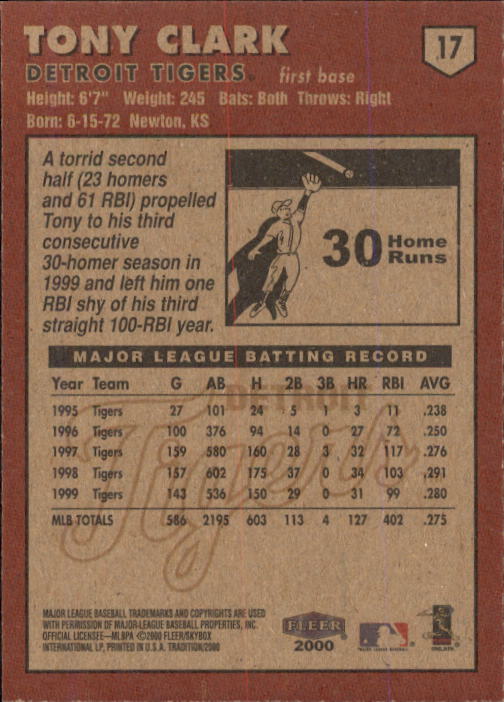 TONY CLARK
17
DETROIT TIGERS first base
Height: 6'7" Weight: 245 Bats: Both Throws: Right
Born: 6-15-72 Newton, KS
A torrid second
half (23 homers
and 61 RBI) propelled
Tony to his third
consecutive
30-homer season in
1999 and left him one
RBI shy of his third
straight 100-RBI year.
30 Home Runs
MAJOR LEAGUE BATTING RECORD
Year Team G AB H 2B 3B HR RBI AVG
DETROIT
Tigers
1995 Tigers 27 101 24 5 1 3 11 .238
1996 Tigers 100 376 94 14 0 27 72 .250
1997 Tigers 159 580 160 28 3 32 117 .276
1998 Tigers 157 602 175 37 0 34 103 .291
1999 Tigers 143 536 150 29 0 31 99 .280
MLB TOTALS 586 2195 603 113 4 127 402 .275
MAJOR LEAGUE BASEBALL TRADEMARKS AND COPYRIGHTS ARE USED
WITH PERMISSION OF MAJOR LEAGUE BASEBALL PROPERTIES, INC.
OFFICIAL LICENSEE—MLBPA ©2000 FLEER/SKYBOX
INTERNATIONAL LP, PRINTED IN U.S.A. TRADITION/2000
FLEER
2000